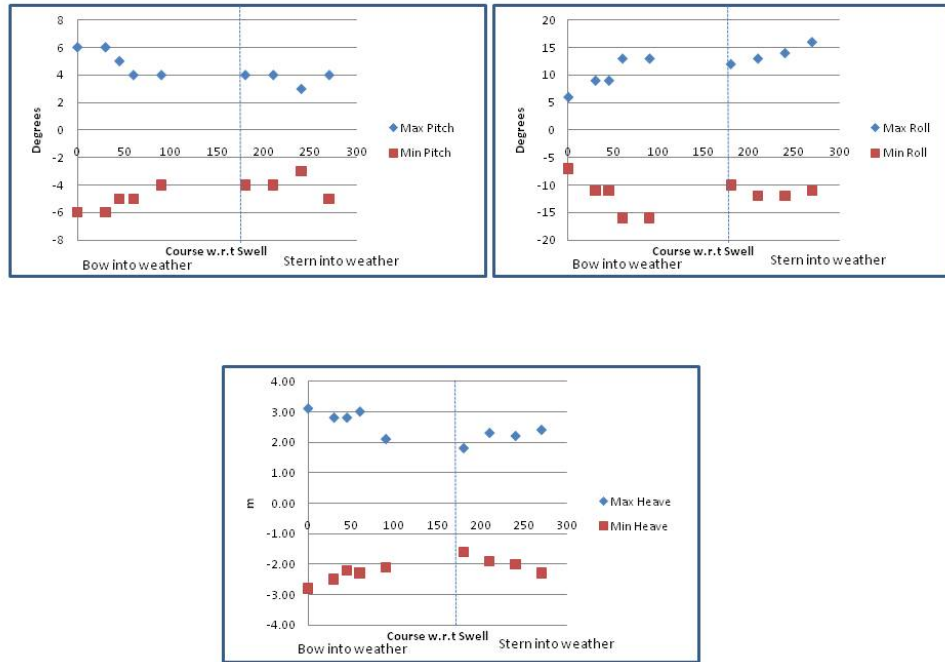 8
6
4
2
0
-2
-4
-6
-8
0 50 100 150 200 250 300
Degrees
Max Pitch
Min Pitch
Course w.r.t Swell
Bow into weather
Stern into weather
20
15
10
5
0
-5
-10
-15
-20
0 50 100 150 200 250 300
Degrees
Max Roll
Min Roll
Course w.r.t Swell
Bow into weather
Stern into weather
4.00
3.00
2.00
1.00
0.00
-1.00
-2.00
-3.00
-4.00
0 50 100 150 200 250 300
m
Max Heave
Min Heave
Course w.r.t Swell
Bow into weather
Stern into weather